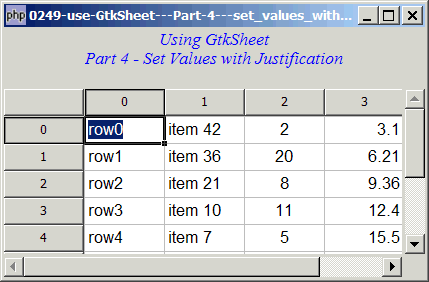 php 0249-use-GtkSheet---Part-4---set_values_with...
Using GtkSheet
Part 4 - Set Values with Justification
0 1 2 3
0 row0 item 42 2 3.1
1 row1 item 36 20 6.21
2 row2 item 21 8 9.36
3 row3 item 10 11 12.4
4 row4 item 7 5 15.5